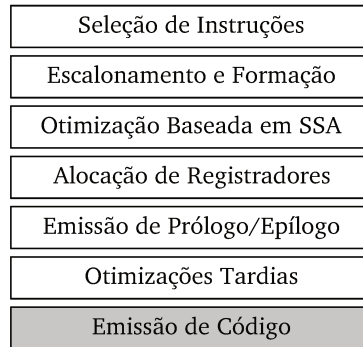 Seleção de Instruções
Escalonamento e Formação
Otimização Baseada em SSA
Alocação de Registradores
Emissão de Prólogo/Epílogo
Otimizações Tardias
Emissão de Código